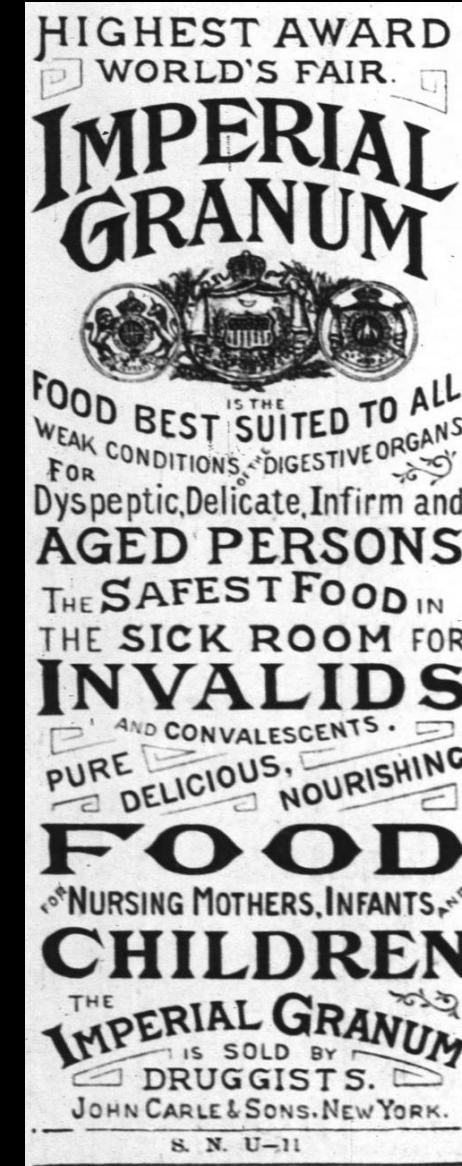 HIGHEST AWARD
WORLD'S FAIR.
IMPERIAL
GRANUM
IS THE
FOOD BEST SUITED TO ALL
WEAK CONDITIONS OF THE DIGESTIVE ORGANS
FOR
Dyspeptic, Delicate, Infirm and
AGED PERSONS
THE SAFEST FOOD IN
THE SICK ROOM FOR
INVALIDS
AND CONVALESCENTS.
PURE
DELICIOUS,
NOURISHING
FOOD
FOR NURSING MOTHERS, INFANTS, AND
CHILDREN
THE
IMPERIAL GRANUM
IS SOLD BY
DRUGGISTS.
JOHN CARLE & SONS. NEW YORK.
S. N. U—11